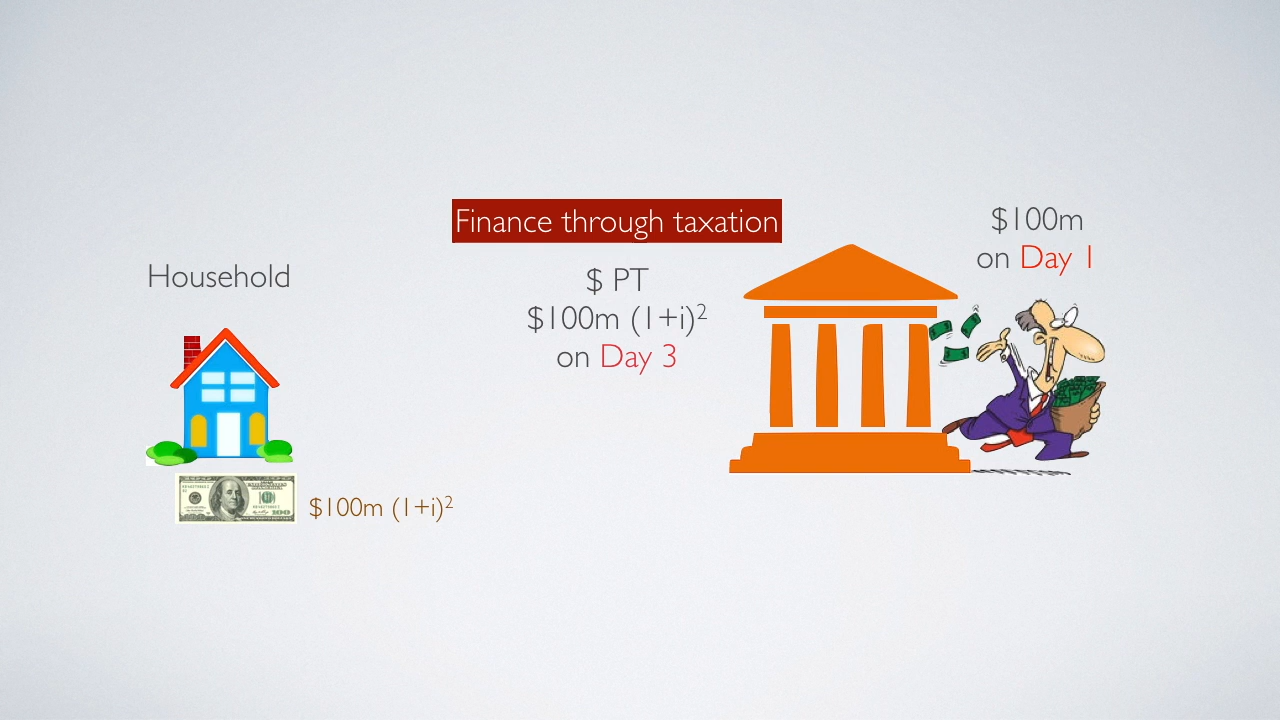 Finance through taxation
$100m
on Day 1
Household
$ PT
$100m (1+i)²
on Day 3
$100m (1+i)²